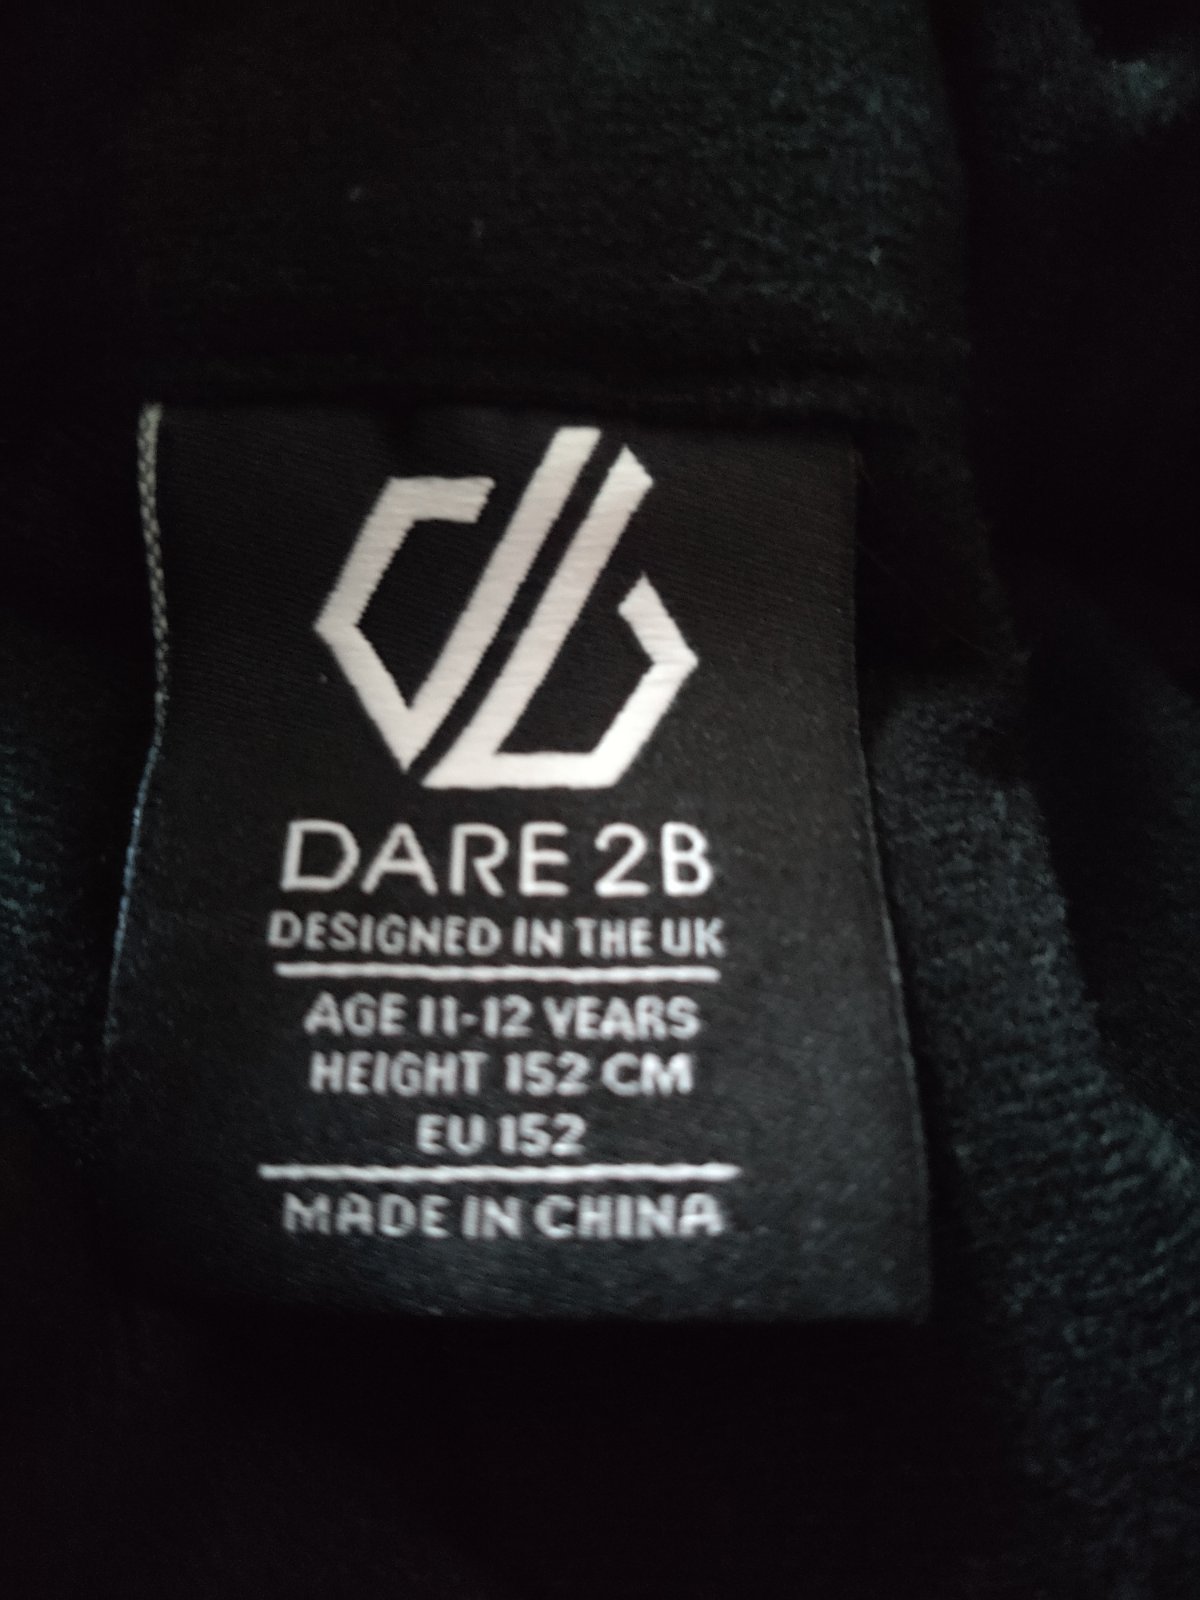 DARE 2B
DESIGNED IN THE UK
AGE 11-12 YEARS
HEIGHT 152 CM
EU 152
MADE IN CHINA